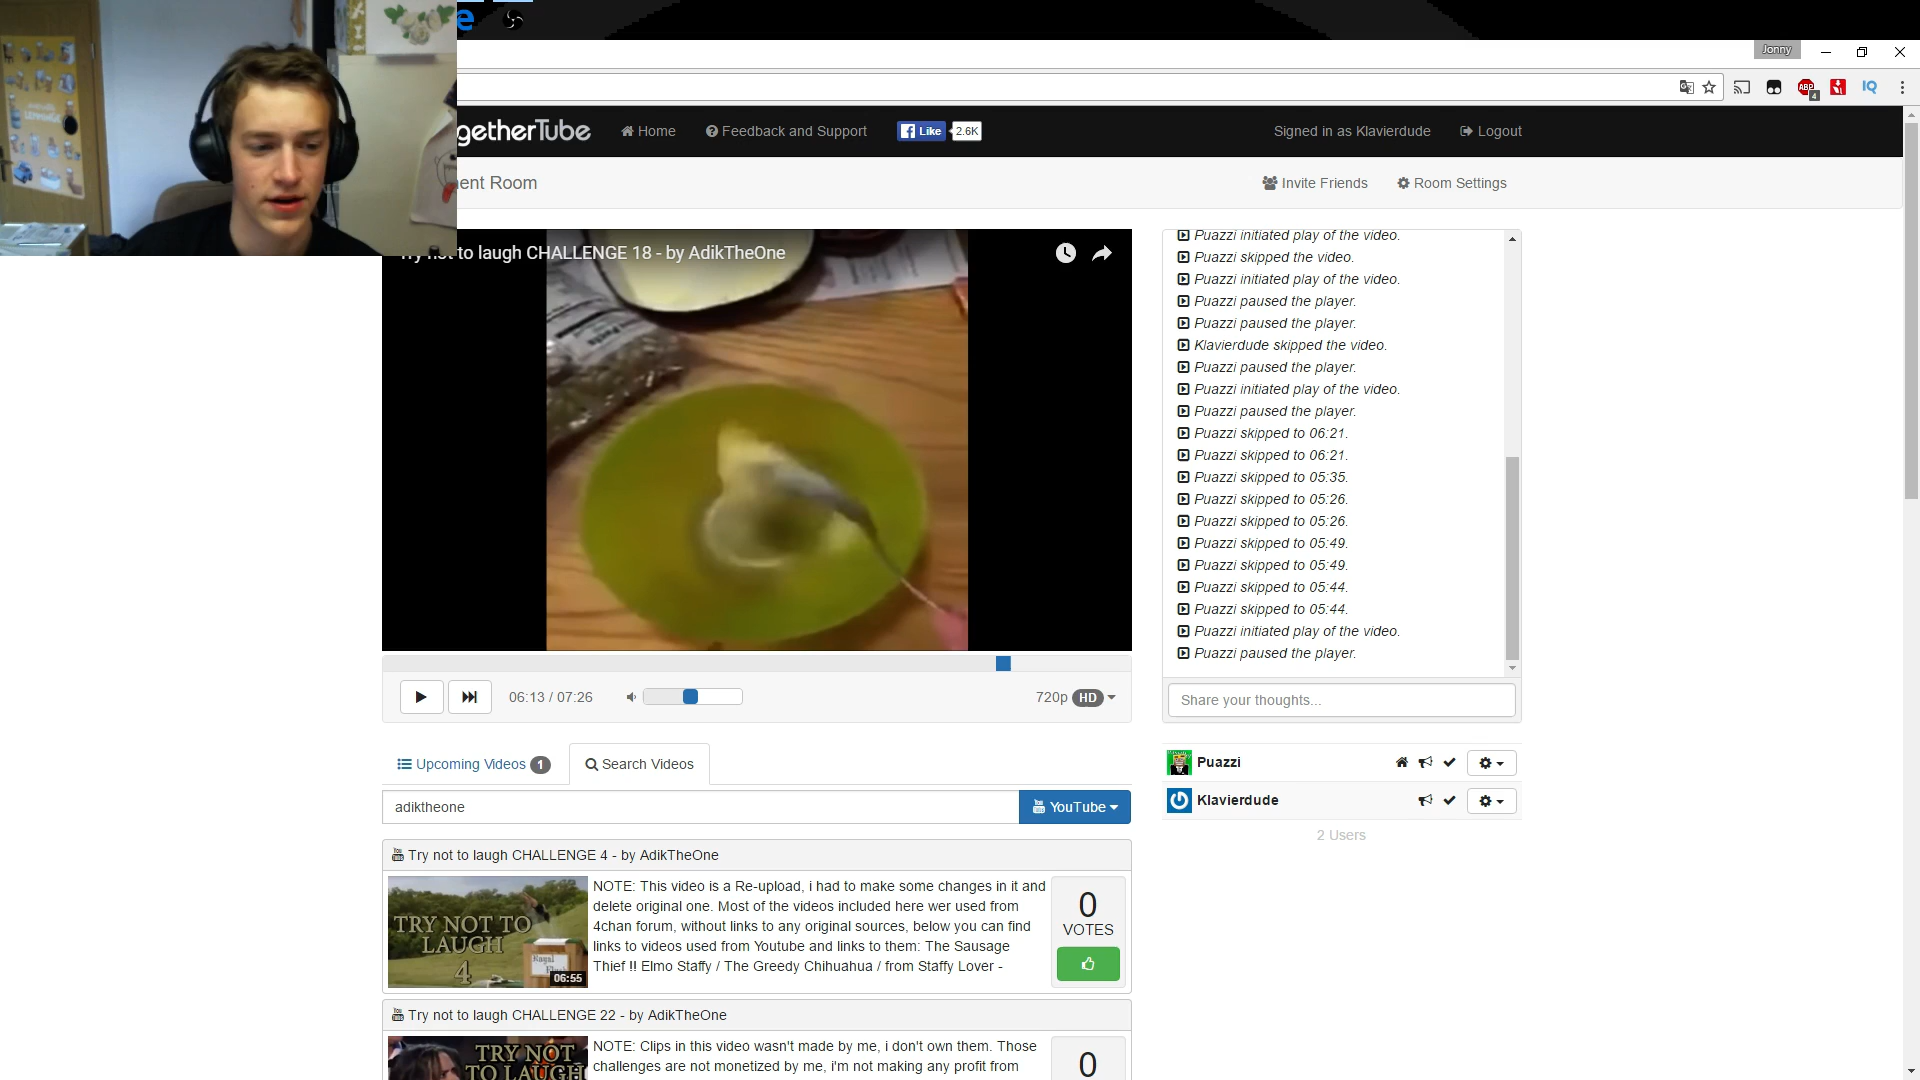 Jonny
getherTube
Home
Feedback and Support
Like
2.6K
Signed in as Klavierdude
Logout
ent Room
Invite Friends
Room Settings
to laugh CHALLENGE 18 - by AdikTheOne
Puazzi initiated play of the video.
Puazzi skipped the video.
Puazzi initiated play of the video.
Puazzi paused the player.
Puazzi paused the player.
Klavierdude skipped the video.
Puazzi paused the player.
Puazzi initiated play of the video.
Puazzi paused the player.
Puazzi skipped to 06:21.
Puazzi skipped to 06:21.
Puazzi skipped to 05:35.
Puazzi skipped to 05:26.
Puazzi skipped to 05:26.
Puazzi skipped to 05:49.
Puazzi skipped to 05:49.
Puazzi skipped to 05:44.
Puazzi skipped to 05:44.
Puazzi initiated play of the video.
Puazzi paused the player.
06:13 / 07:26
720p HD
Share your thoughts...
Upcoming Videos 1
Search Videos
adiktheone
YouTube
Puazzi
Klavierdude
2 Users
Try not to laugh CHALLENGE 4 - by AdikTheOne
TRY NOT TO
LAUGH
4
06:55
NOTE: This video is a Re-upload, i had to make some changes in it and
delete original one. Most of the videos included here wer used from
4chan forum, without links to any original sources, below you can find
links to videos used from Youtube and links to them: The Sausage
Thief !! Elmo Staffy / The Greedy Chihuahua / from Staffy Lover -
0
VOTES
Try not to laugh CHALLENGE 22 - by AdikTheOne
TRY NOT
TO LAUGH
NOTE: Clips in this video wasn't made by me, i don't own them. Those
challenges are not monetized by me, i'm not making any profit from
0